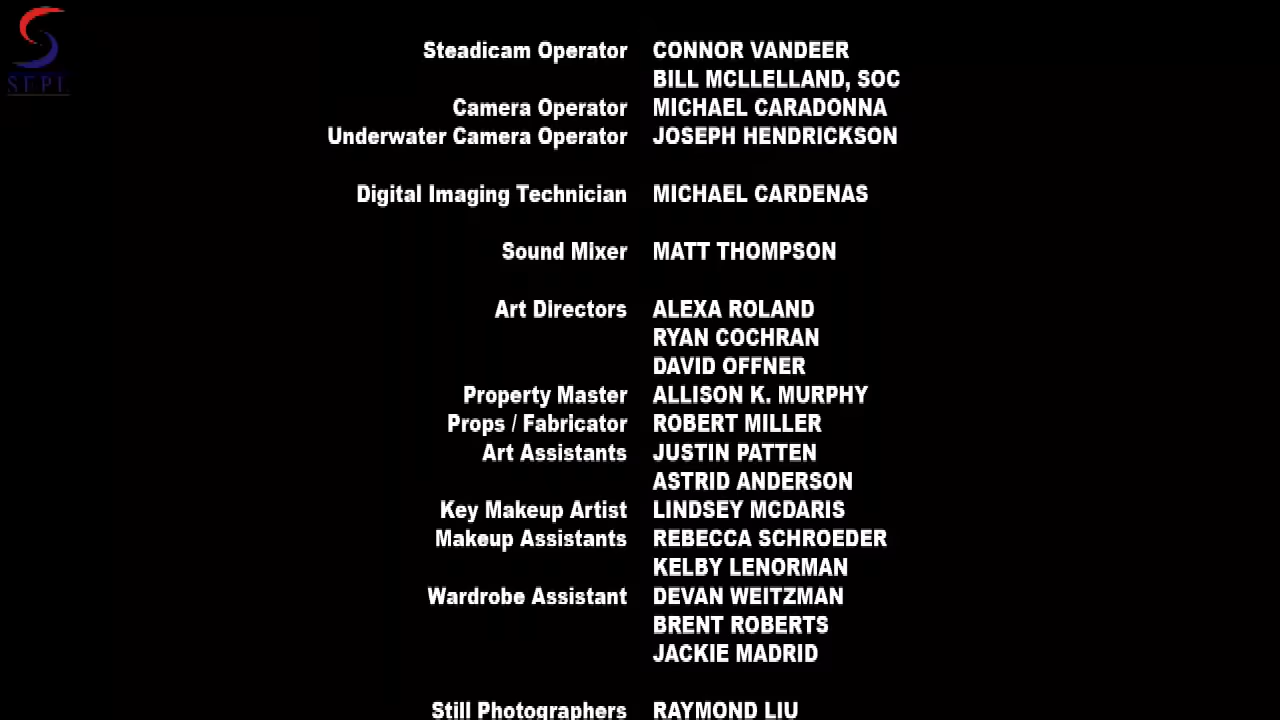 SEPL
Steadicam Operator CONNOR VANDEER
BILL MCLLELLAND, SOC
Camera Operator MICHAEL CARADONNA
Underwater Camera Operator JOSEPH HENDRICKSON
Digital Imaging Technician MICHAEL CARDENAS
Sound Mixer MATT THOMPSON
Art Directors ALEXA ROLAND
RYAN COCHRAN
DAVID OFFNER
Property Master ALLISON K. MURPHY
Props / Fabricator ROBERT MILLER
Art Assistants JUSTIN PATTEN
ASTRID ANDERSON
Key Makeup Artist LINDSEY MCDARIS
Makeup Assistants REBECCA SCHROEDER
KELBY LENORMAN
Wardrobe Assistant DEVAN WEITZMAN
BRENT ROBERTS
JACKIE MADRID
Still Photographers RAYMOND LIU